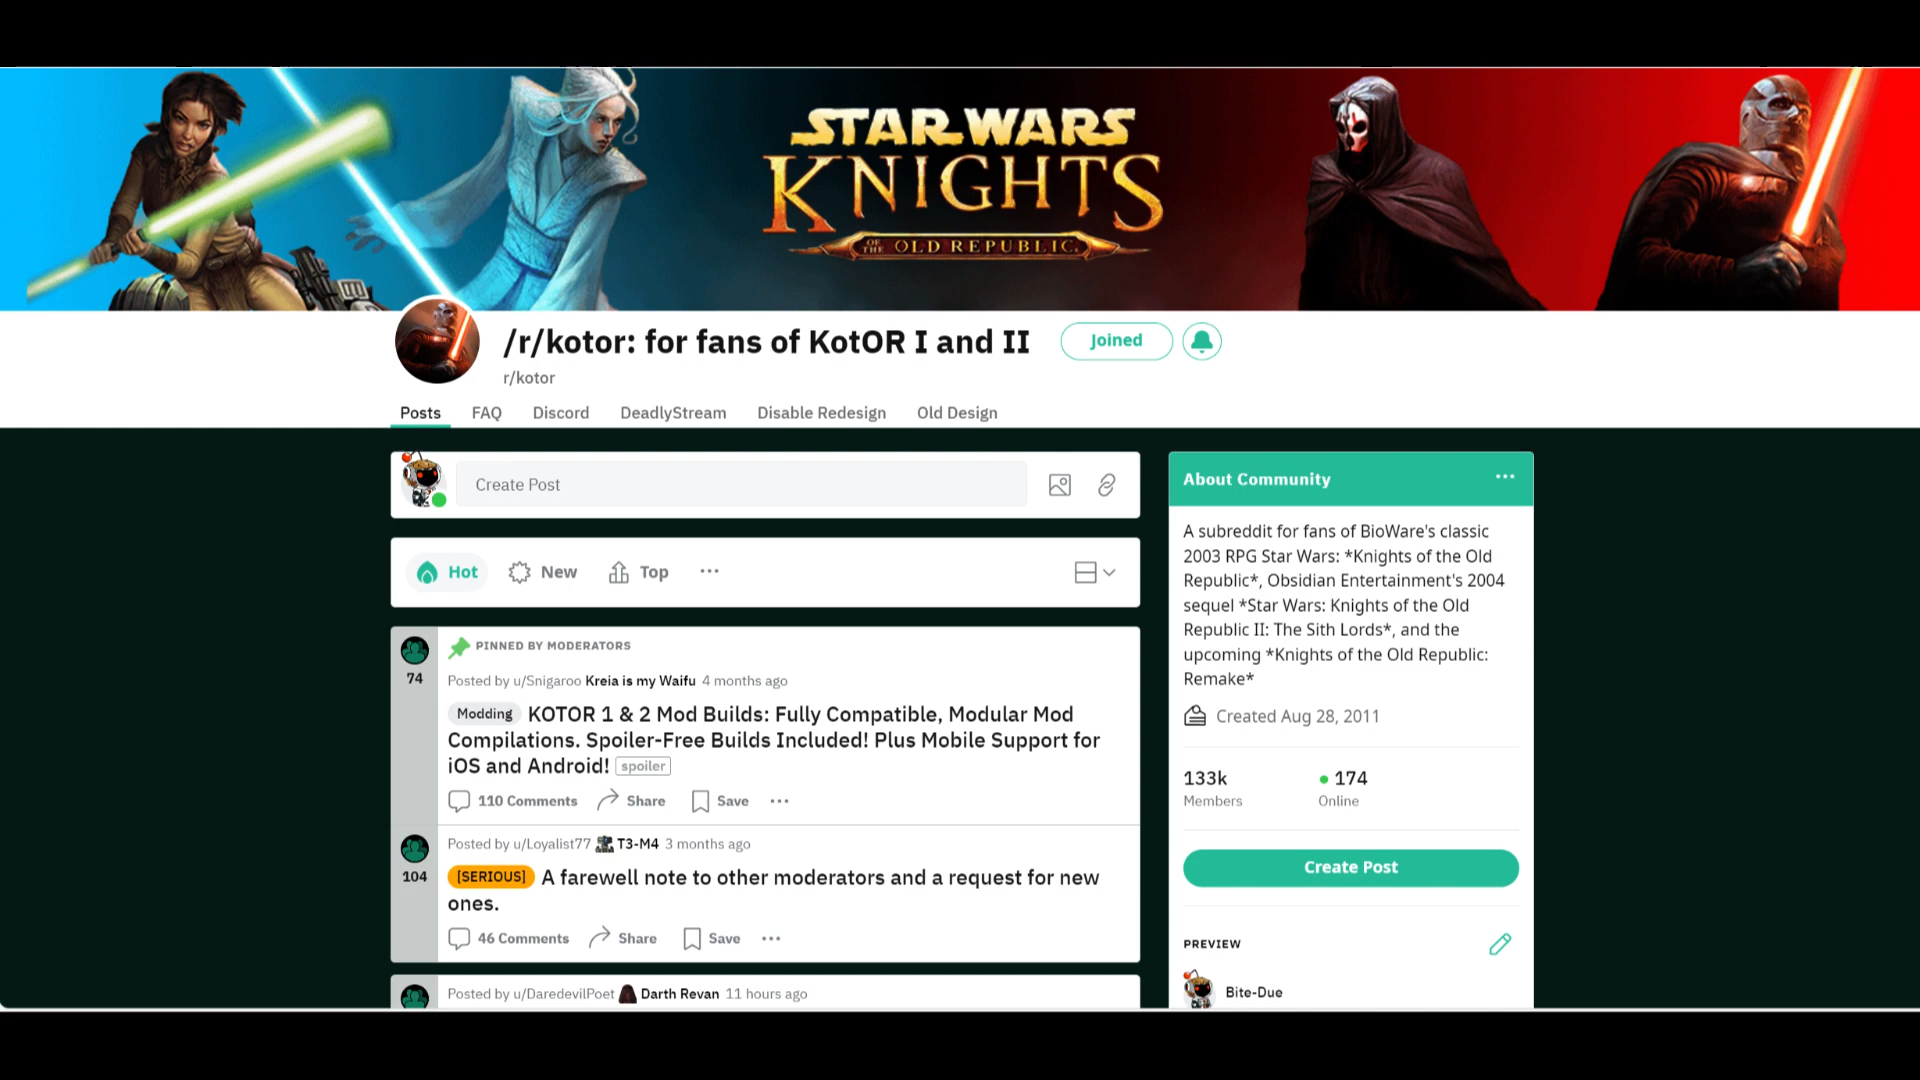 STAR WARS
KNIGHTS
OF THE OLD REPUBLIC
/r/kotor: for fans of KotOR I and II
Joined
r/kotor
Posts FAQ Discord DeadlyStream Disable Redesign Old Design
Create Post
Hot New Top ...
PINNED BY MODERATORS
74
Posted by u/Snigaroo Kreia is my Waifu 4 months ago
Modding KOTOR 1 & 2 Mod Builds: Fully Compatible, Modular Mod
Compilations. Spoiler-Free Builds Included! Plus Mobile Support for
iOS and Android! spoiler
110 Comments Share Save ...
Posted by u/Loyalist77 T3-M4 3 months ago
104
[SERIOUS] A farewell note to other moderators and a request for new
ones.
46 Comments Share Save ...
Posted by u/DaredevilPoet Darth Revan 11 hours ago
About Community ...
A subreddit for fans of BioWare's classic
2003 RPG Star Wars: *Knights of the Old
Republic*, Obsidian Entertainment's 2004
sequel *Star Wars: Knights of the Old
Republic II: The Sith Lords*, and the
upcoming *Knights of the Old Republic:
Remake*
Created Aug 28, 2011
133k 174
Members Online
Create Post
PREVIEW
Bite-Due